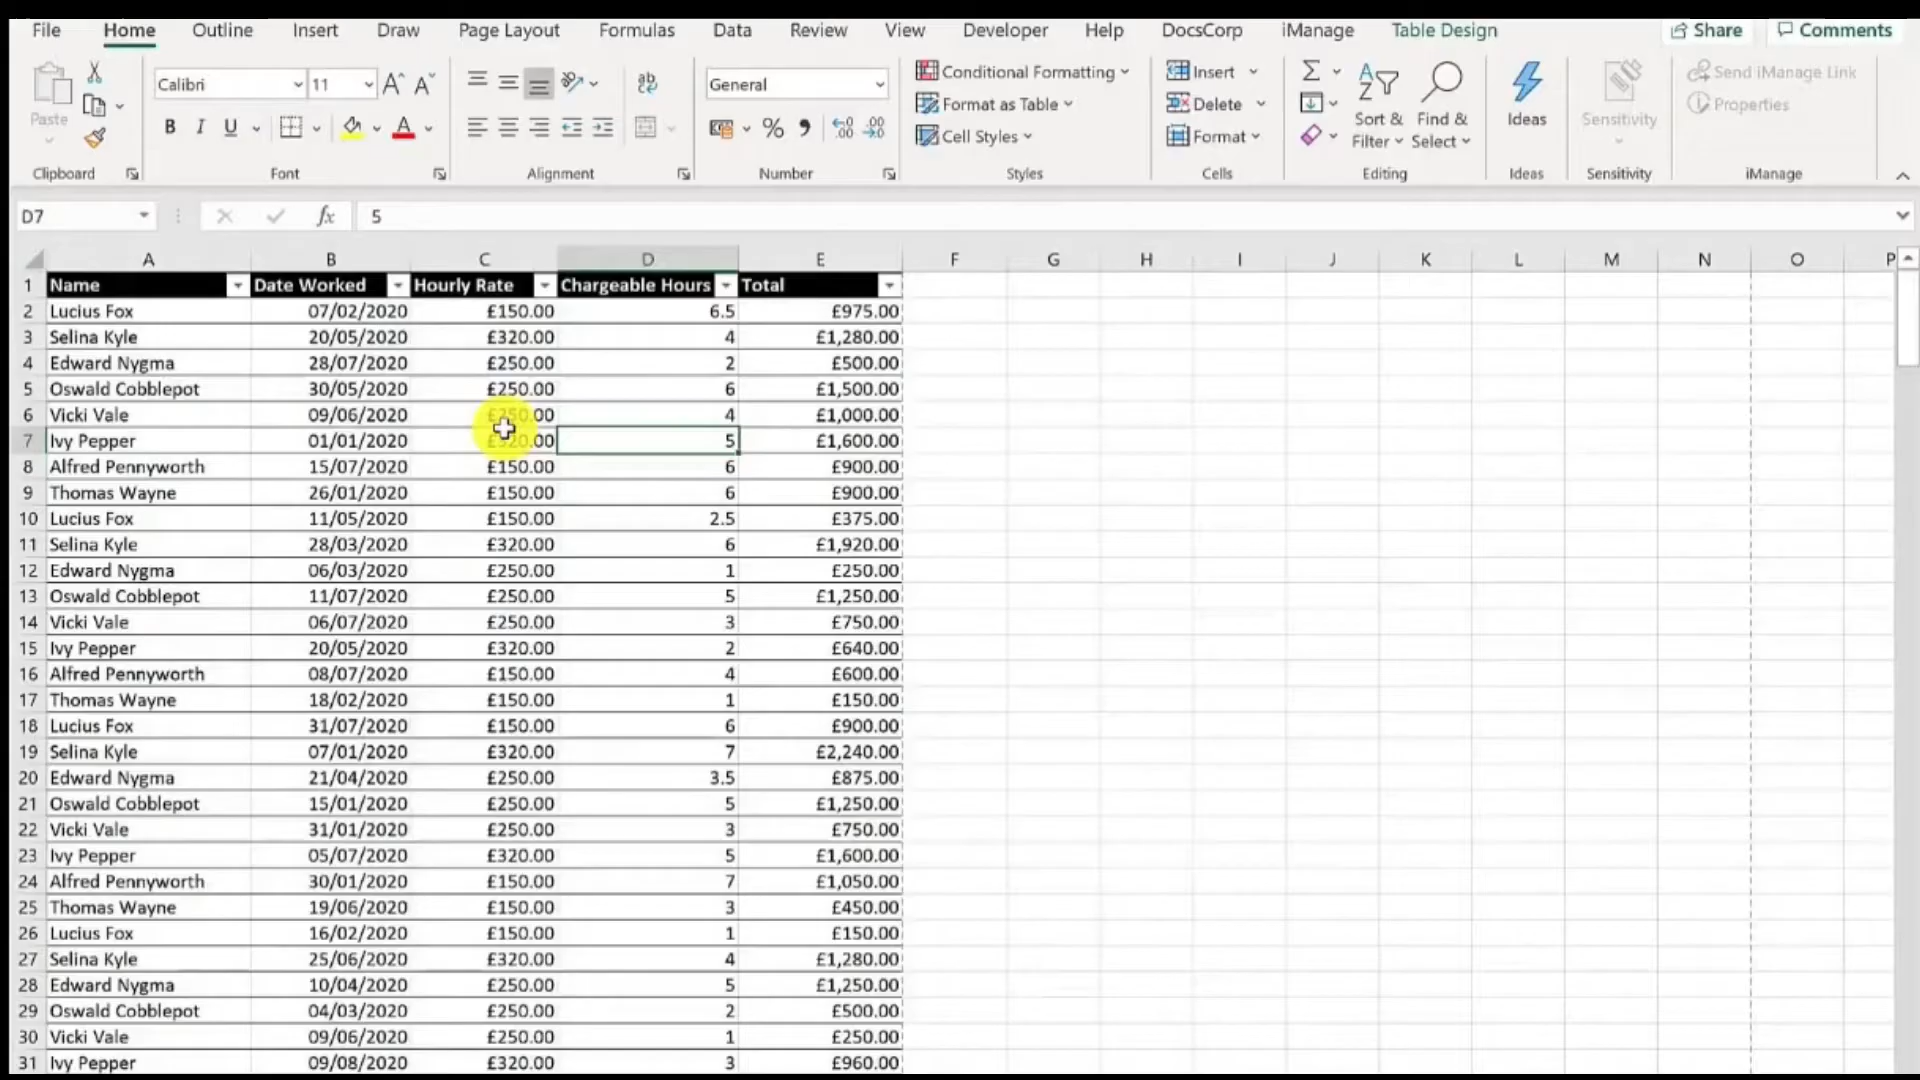 File Home Outline Insert Draw Page Layout Formulas Data Review View Developer Help DocsCorp iManage Table Design Share Comments
Calibri 11 General Conditional Formatting Insert Send iManage Link
Paste Format as Table Delete Sort & Find & Ideas Sensitivity Properties
B I U Cell Styles Format Filter Select
Clipboard Font Alignment Number Styles Cells Editing Ideas Sensitivity iManage
D7 fx 5
A B C D E F G H I J K L M N O P
1 Name Date Worked Hourly Rate Chargeable Hours Total
2 Lucius Fox 07/02/2020 £150.00 6.5 £975.00
3 Selina Kyle 20/05/2020 £320.00 4 £1,280.00
4 Edward Nygma 28/07/2020 £250.00 2 £500.00
5 Oswald Cobblepot 30/05/2020 £250.00 6 £1,500.00
6 Vicki Vale 09/06/2020 £250.00 4 £1,000.00
7 Ivy Pepper 01/01/2020 £320.00 5 £1,600.00
8 Alfred Pennyworth 15/07/2020 £150.00 6 £900.00
9 Thomas Wayne 26/01/2020 £150.00 6 £900.00
10 Lucius Fox 11/05/2020 £150.00 2.5 £375.00
11 Selina Kyle 28/03/2020 £320.00 6 £1,920.00
12 Edward Nygma 06/03/2020 £250.00 1 £250.00
13 Oswald Cobblepot 11/07/2020 £250.00 5 £1,250.00
14 Vicki Vale 06/07/2020 £250.00 3 £750.00
15 Ivy Pepper 20/05/2020 £320.00 2 £640.00
16 Alfred Pennyworth 08/07/2020 £150.00 4 £600.00
17 Thomas Wayne 18/02/2020 £150.00 1 £150.00
18 Lucius Fox 31/07/2020 £150.00 6 £900.00
19 Selina Kyle 07/01/2020 £320.00 7 £2,240.00
20 Edward Nygma 21/04/2020 £250.00 3.5 £875.00
21 Oswald Cobblepot 15/01/2020 £250.00 5 £1,250.00
22 Vicki Vale 31/01/2020 £250.00 3 £750.00
23 Ivy Pepper 05/07/2020 £320.00 5 £1,600.00
24 Alfred Pennyworth 30/01/2020 £150.00 7 £1,050.00
25 Thomas Wayne 19/06/2020 £150.00 3 £450.00
26 Lucius Fox 16/02/2020 £150.00 1 £150.00
27 Selina Kyle 25/06/2020 £320.00 4 £1,280.00
28 Edward Nygma 10/04/2020 £250.00 5 £1,250.00
29 Oswald Cobblepot 04/03/2020 £250.00 2 £500.00
30 Vicki Vale 09/06/2020 £250.00 1 £250.00
31 Ivy Pepper 09/08/2020 £320.00 3 £960.00